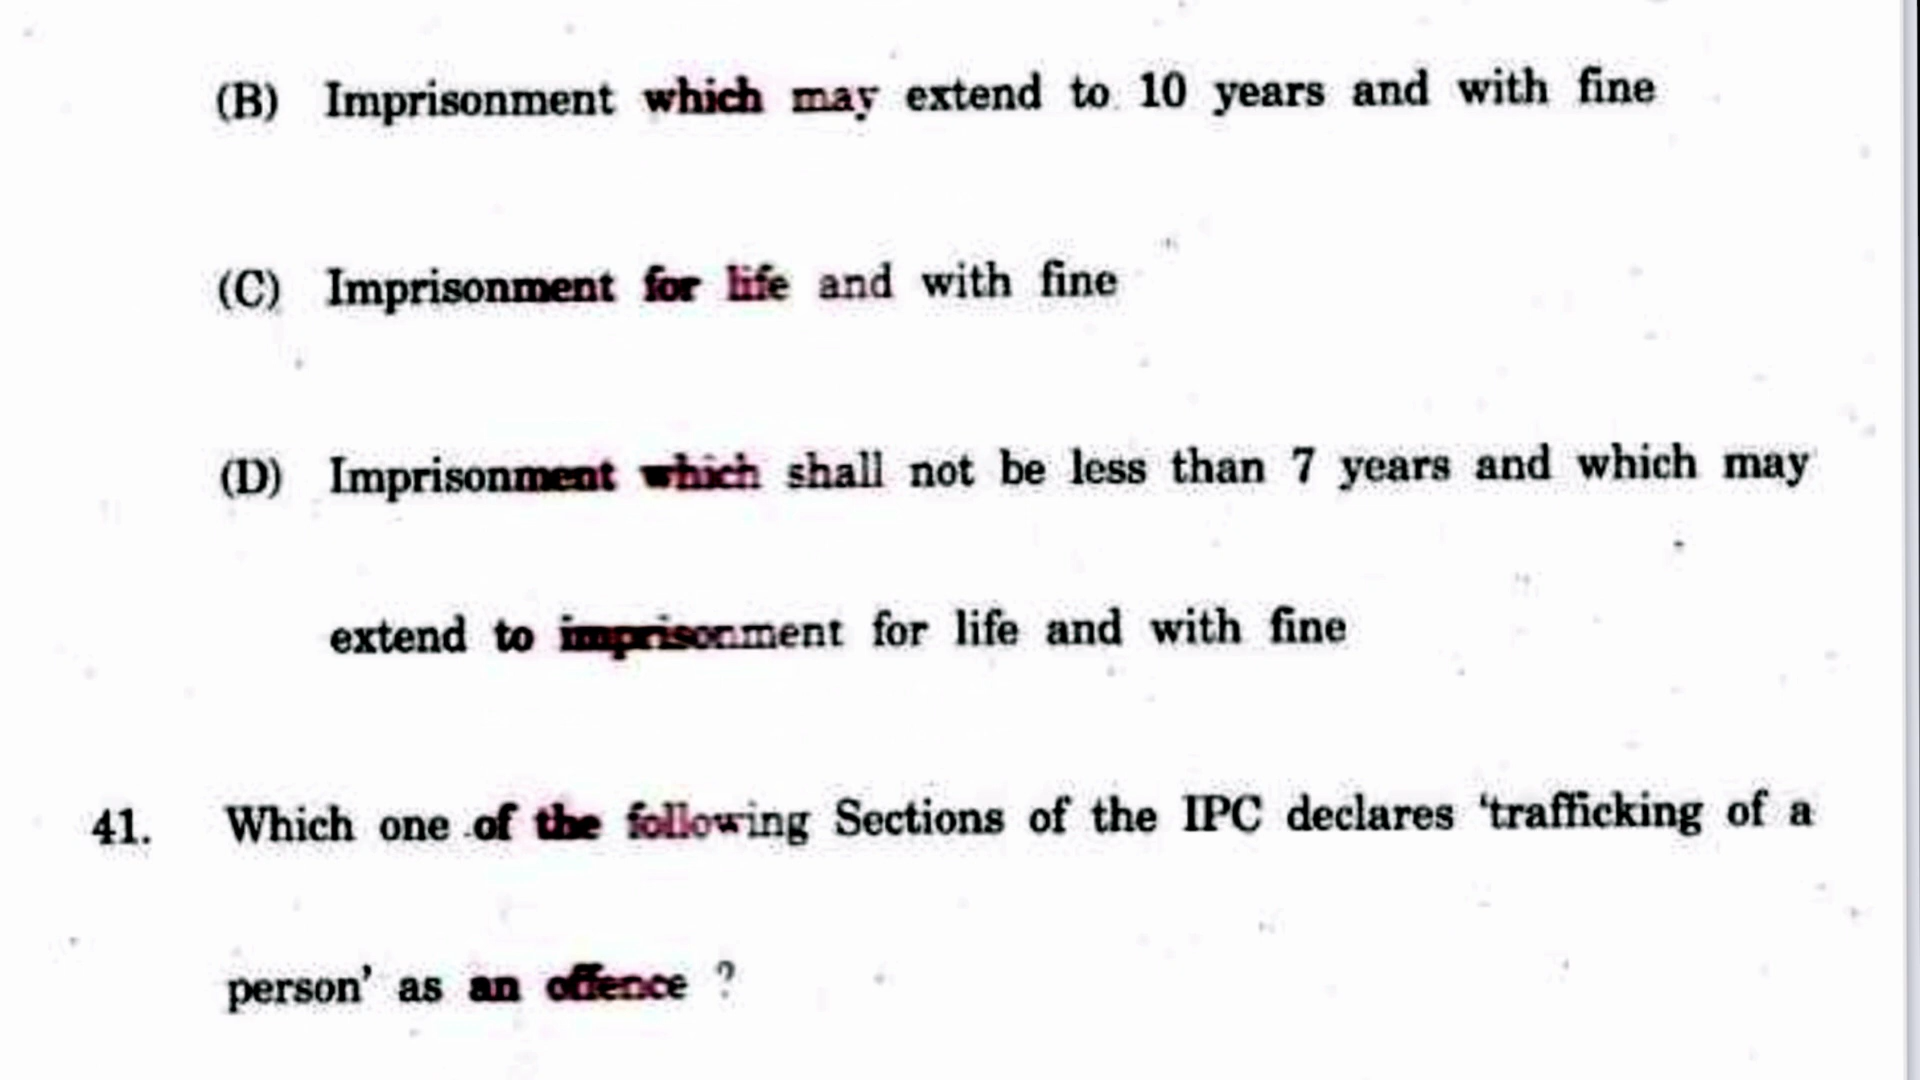 (B) Imprisonment which may extend to 10 years and with fine
(C) Imprisonment for life and with fine
(D) Imprisonment which shall not be less than 7 years and which may
extend to imprisonment for life and with fine
41. Which one of the following Sections of the IPC declares ‘trafficking of a
person’ as an offence ?